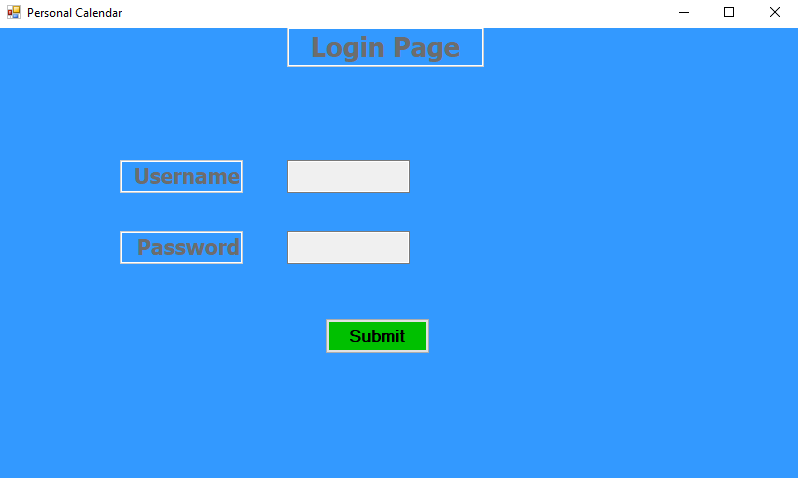 Personal Calendar
Login Page
Username
Password
Submit